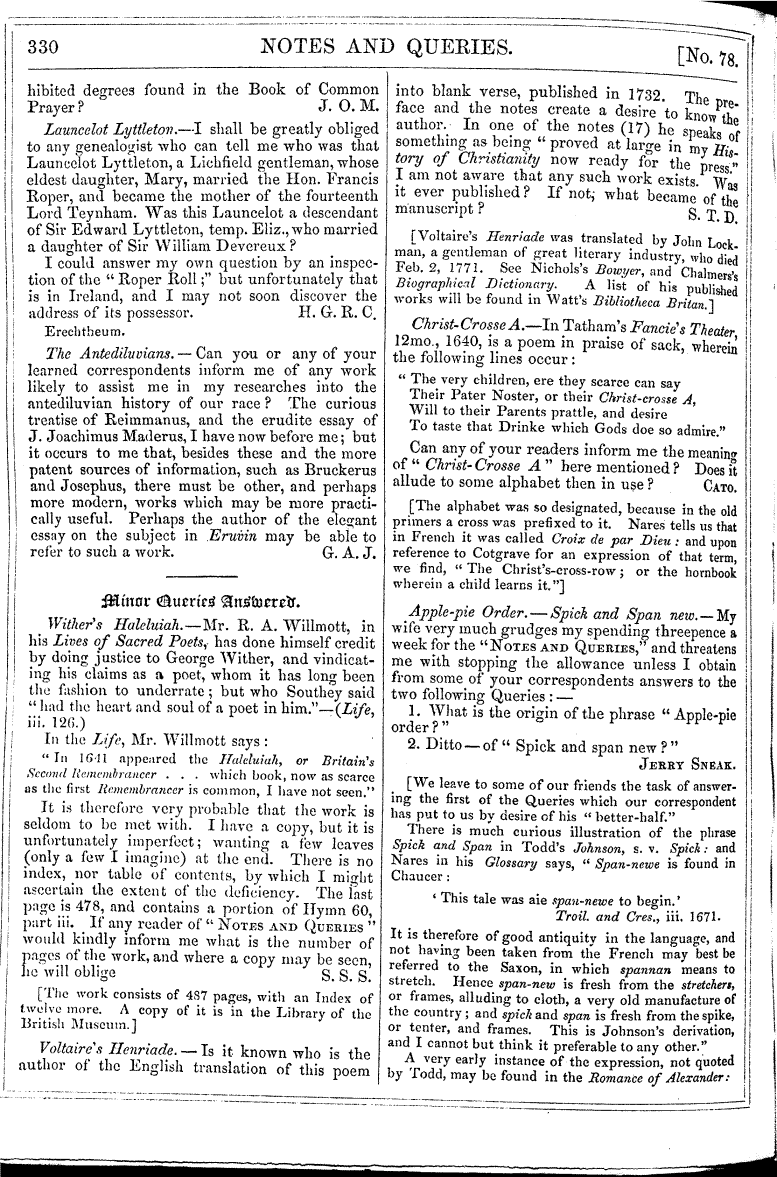 330 NOTES AND QUERIES. [No. 78.
hibited degrees found in the Book of Common
Prayer? J. O. M.
Launcelot Lyttleton.—I shall be greatly obliged
to any genealogist who can tell me who was that
Launcelot Lyttleton, a Lichfield gentleman, whose
eldest daughter, Mary, married the Hon. Francis
Roper, and became the mother of the fourteenth
Lord Teynham. Was this Launcelot a descendant
of Sir Edward Lyttleton, temp. Eliz., who married
a daughter of Sir William Devereux?
I could answer my own question by an inspec-
tion of the "Roper Roll;" but unfortunately that
is in Ireland, and I may not soon discover the
address of its possessor. H. G. R. C.
Erechtheum.
The Antediluvians.—Can you or any of your
learned correspondents inform me of any work
likely to assist me in my researches into the
antediluvian history of our race? The curious
treatise of Reimmanus, and the erudite essay of
J. Joachimus Maderus, I have now before me; but
it occurs to me that, besides these and the more
patent sources of information, such as Bruckerus
and Josephus, there must be other, and perhaps
more modern, works which may be more practi-
cally useful. Perhaps the author of the elegant
essay on the subject in Eruvin may be able to
refer to such a work. G. A. J.
Minor Queries Answered.
Wither's Haleluiah.—Mr. R. A. Willmott, in
his Lives of Sacred Poets, has done himself credit
by doing justice to George Wither, and vindicat-
ing his claims as a poet, whom it has long been
the fashion to underrate; but who Southey said
"had the heart and soul of a poet in him."—(Life,
iii. 126.)
In the Life, Mr. Willmott says:
"In 1641 appeared the Haleluiah, or Britain's
Second Remembrancer . . . which book, now as scarce
as the first Remembrancer is common, I have not seen."
It is therefore very probable that the work is
seldom to be met with. I have a copy, but it is
unfortunately imperfect; wanting a few leaves
(only a few I imagine) at the end. There is no
index, nor table of contents, by which I might
ascertain the extent of the deficiency. The last
page is 478, and contains a portion of Hymn 60,
part iii. If any reader of "NOTES AND QUERIES"
would kindly inform me what is the number of
pages of the work, and where a copy may be seen,
he will oblige S. S. S.
[The work consists of 487 pages, with an Index of
twelve more. A copy of it is in the Library of the
British Museum.]
Voltaire's Henriade.—Is it known who is the
author of the English translation of this poem
into blank verse, published in 1732. The pre-
face and the notes create a desire to know the
author. In one of the notes (17) he speaks of
something as being "proved at large in my His-
tory of Christianity now ready for the press."
I am not aware that any such work exists. Was
it ever published? If not, what became of the
manuscript? S. T. D.
[Voltaire's Henriade was translated by John Lock-
man, a gentleman of great literary industry, who died
Feb. 2, 1771. See Nichols's Bowyer, and Chalmers's
Biographical Dictionary. A list of his published
works will be found in Watt's Bibliotheca Britan.]
Christ-Crosse A.—In Tatham's Fancie's Theater,
12mo., 1640, is a poem in praise of sack, wherein
the following lines occur:
"The very children, ere they scarce can say
Their Pater Noster, or their Christ-crosse A,
Will to their Parents prattle, and desire
To taste that Drinke which Gods doe so admire."
Can any of your readers inform me the meaning
of "Christ-Crosse A" here mentioned? Does it
allude to some alphabet then in use? CATO.
[The alphabet was so designated, because in the old
primers a cross was prefixed to it. Nares tells us that
in French it was called Croix de par Dieu: and upon
reference to Cotgrave for an expression of that term,
we find, "The Christ's-cross-row; or the hornbook
wherein a child learns it."]
Apple-pie Order.—Spick and Span new.—My
wife very much grudges my spending threepence a
week for the "NOTES AND QUERIES," and threatens
me with stopping the allowance unless I obtain
from some of your correspondents answers to the
two following Queries:—
1. What is the origin of the phrase "Apple-pie
order?"
2. Ditto—of "Spick and span new?"
JERRY SNEAK.
[We leave to some of our friends the task of answer-
ing the first of the Queries which our correspondent
has put to us by desire of his "better-half."
There is much curious illustration of the phrase
Spick and Span in Todd's Johnson, s. v. Spick: and
Nares in his Glossary says, "Span-newe is found in
Chaucer:
'This tale was aie span-newe to begin.'
Troil. and Cres., iii. 1671.
It is therefore of good antiquity in the language, and
not having been taken from the French may best be
referred to the Saxon, in which spannan means to
stretch. Hence span-new is fresh from the stretchers,
or frames, alluding to cloth, a very old manufacture of
the country; and spick and span is fresh from the spike,
or tenter, and frames. This is Johnson's derivation,
and I cannot but think it preferable to any other."
A very early instance of the expression, not quoted
by Todd, may be found in the Romance of Alexander: